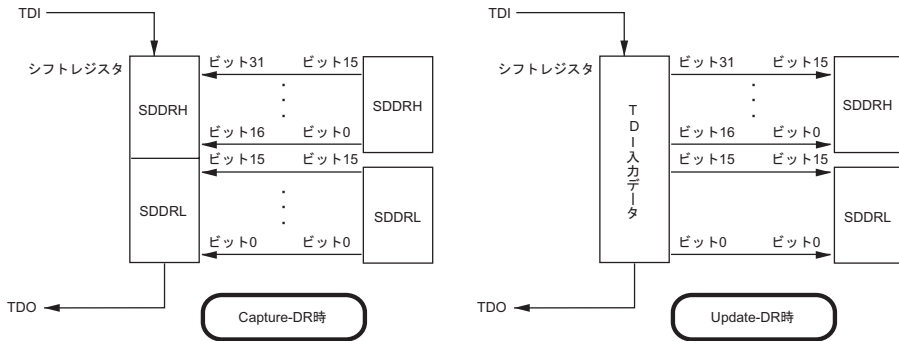 TDI
シフトレジスタ
SDDRH
SDDRL
ビット31 ビット15
ビット16 ビット0
ビット15 ビット15
ビット0 ビット0
SDDRH
SDDRL
TDO
Capture-DR時
TDI
シフトレジスタ
TDI入力データ
ビット31 ビット15
ビット16 ビット0
ビット15 ビット15
ビット0 ビット0
SDDRH
SDDRL
TDO
Update-DR時